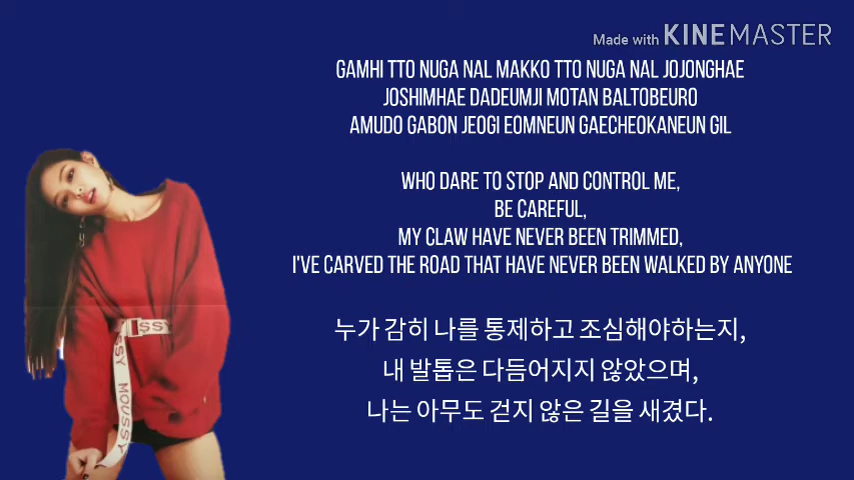 Made with KINEMASTER
GAMHI TTO NUGA NAL MAKKO TTO NUGA NAL JOJONGHAE
JOSHIMHAE DADEUMJI MOTAN BALTOBEURO
AMUDO GABON JEOGI EOMNEUN GAECHEOKANEUN GIL
WHO DARE TO STOP AND CONTROL ME,
BE CAREFUL,
MY CLAW HAVE NEVER BEEN TRIMMED,
I'VE CARVED THE ROAD THAT HAVE NEVER BEEN WALKED BY ANYONE
누가 감히 나를 통제하고 조심해야하는지,
내 발톱은 다듬어지지 않았으며,
나는 아무도 걷지 않은 길을 새겼다.
SSY
SSY MOUSSY